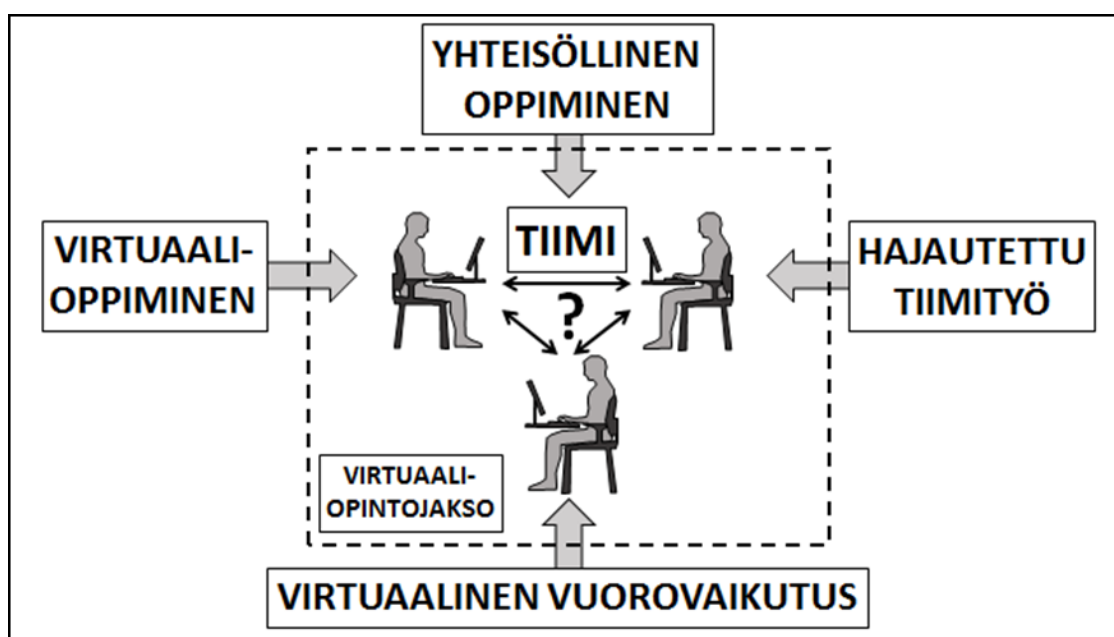 YHTEISÖLLINEN
OPPIMINEN
VIRTUAALI-
OPPIMINEN
TIIMI
HAJAUTETTU
TIIMITYÖ
?
VIRTUAALI-
OPINTOJAKSO
VIRTUAALINEN VUOROVAIKUTUS